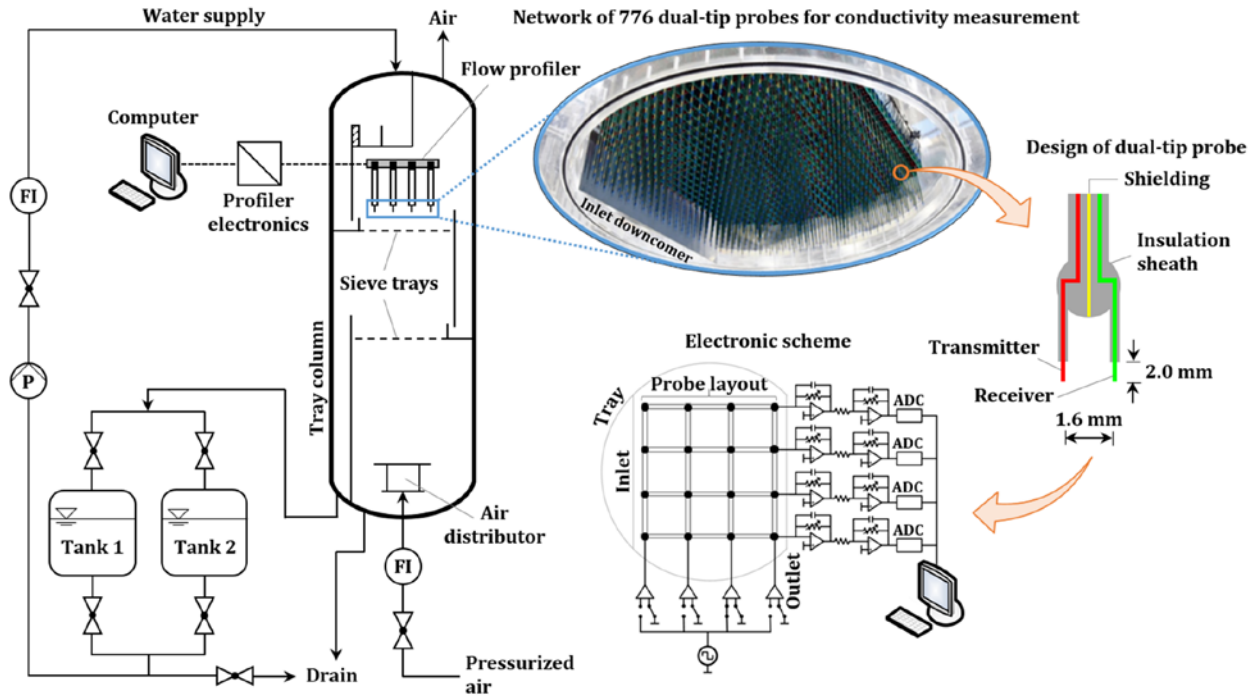 Water supply
Air
Network of 776 dual-tip probes for conductivity measurement
Flow profiler
Computer
Profiler
electronics
FI
Inlet downcomer
Design of dual-tip probe
Shielding
Insulation
sheath
Transmitter
Receiver
2.0 mm
1.6 mm
Sieve trays
Tray column
P
Tank 1
Tank 2
Air
distributor
FI
Drain
Pressurized
air
Electronic scheme
Probe layout
Tray
Inlet
Outlet
ADC
ADC
ADC
ADC